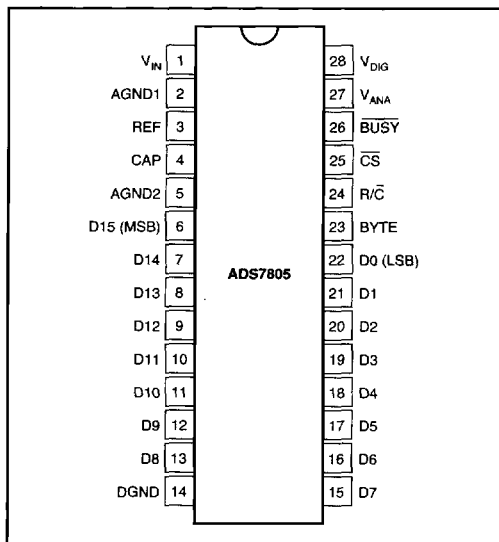 V_IN 1 28 V_DIG
AGND1 2 27 V_ANA
REF 3 26 B̅U̅S̅Y̅
CAP 4 25 C̅S̅
AGND2 5 24 R/C̅
D15 (MSB) 6 23 BYTE
D14 7 22 D0 (LSB)
ADS7805
D13 8 21 D1
D12 9 20 D2
D11 10 19 D3
D10 11 18 D4
D9 12 17 D5
D8 13 16 D6
DGND 14 15 D7